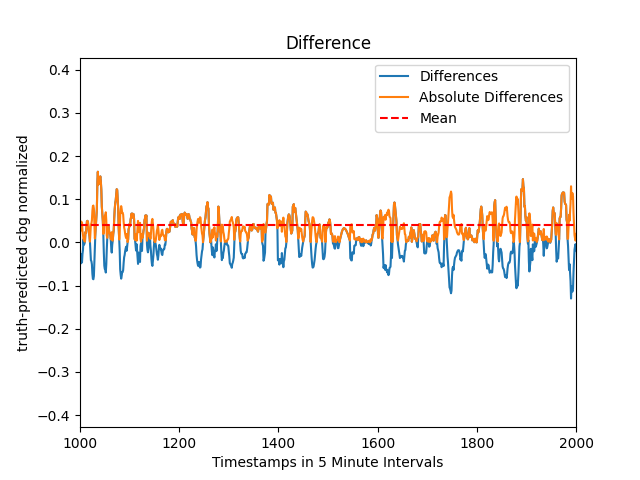 Difference
Differences
Absolute Differences
Mean
truth-predicted cbg normalized
0.4
0.3
0.2
0.1
0.0
−0.1
−0.2
−0.3
−0.4
1000
1200
1400
1600
1800
2000
Timestamps in 5 Minute Intervals